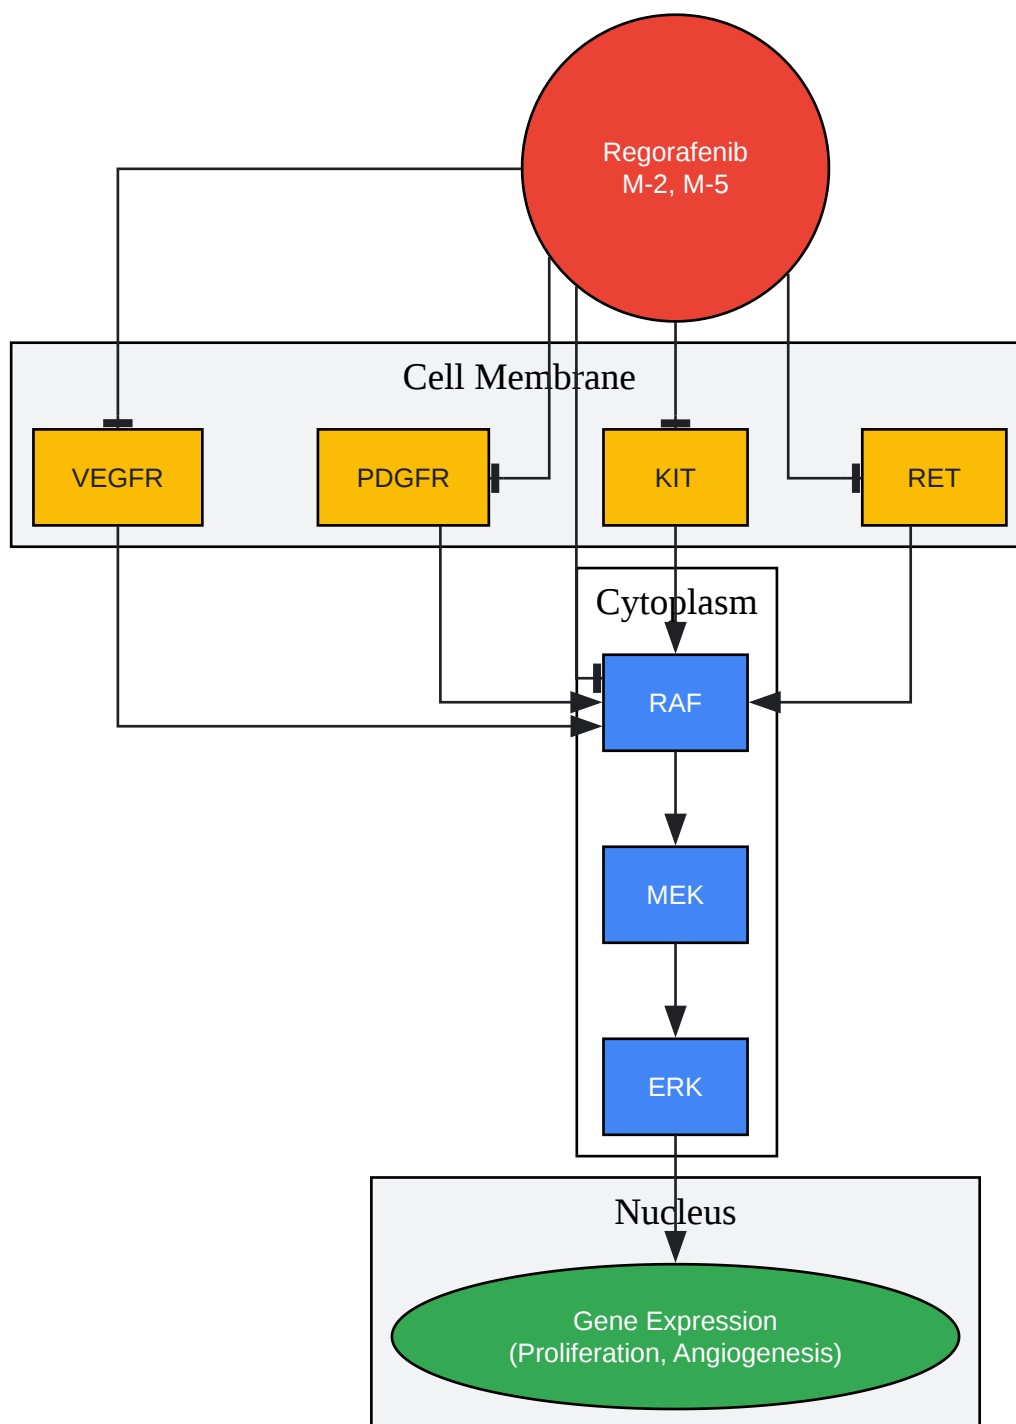 Regorafenib
M-2, M-5
Cell Membrane
VEGFR
PDGFR
KIT
RET
Cytoplasm
RAF
MEK
ERK
Nucleus
Gene Expression
(Proliferation, Angiogenesis)